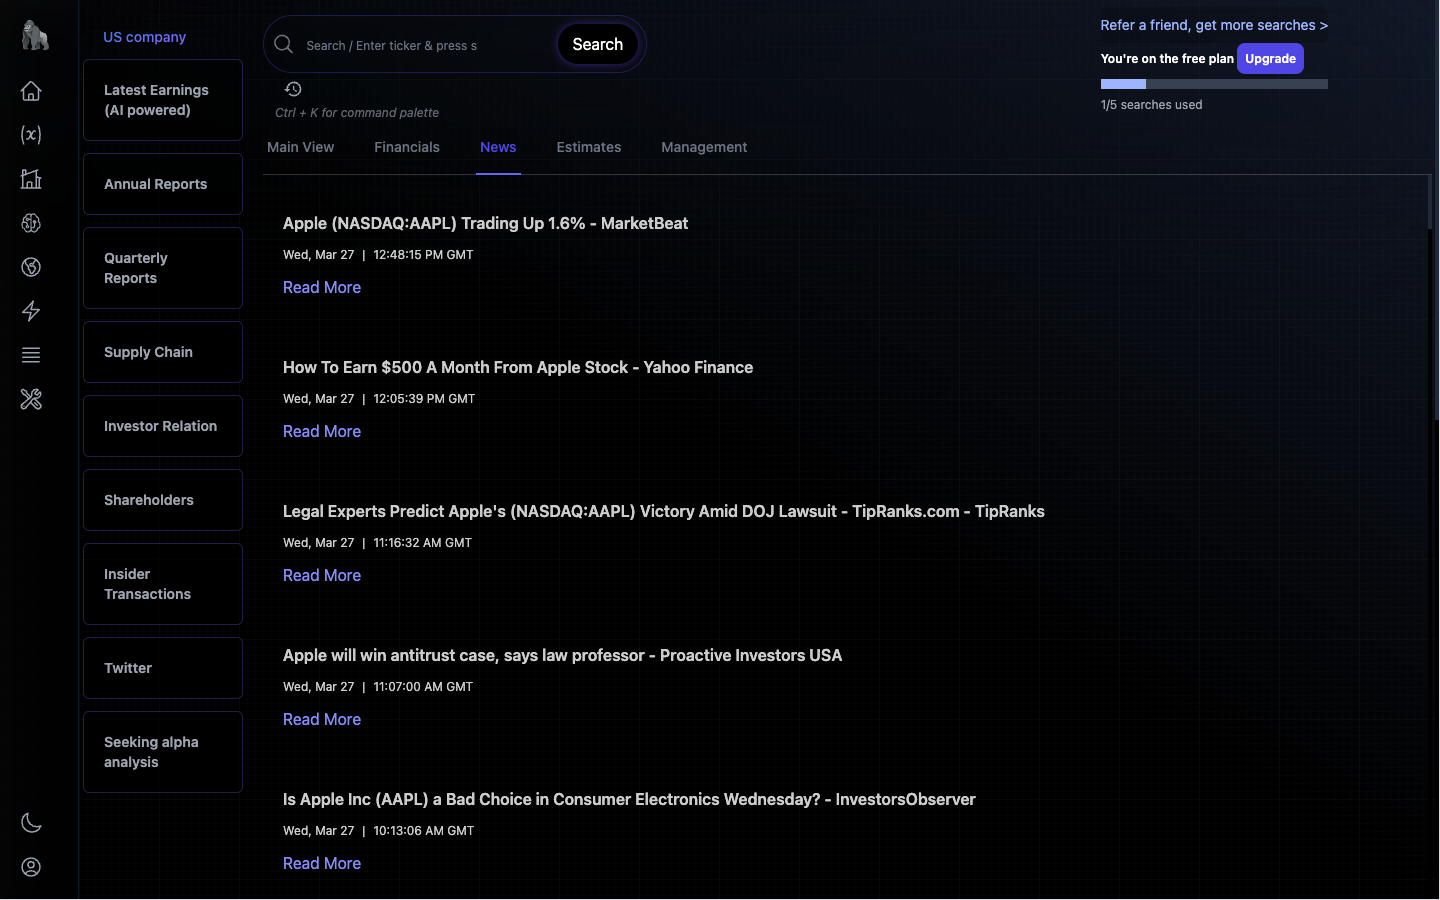 US company
Latest Earnings
(AI powered)
Annual Reports
Quarterly
Reports
Supply Chain
Investor Relation
Shareholders
Insider
Transactions
Twitter
Seeking alpha
analysis
Search / Enter ticker & press s
Search
Ctrl + K for command palette
Refer a friend, get more searches >
You're on the free plan Upgrade
1/5 searches used
Main View Financials News Estimates Management
Apple (NASDAQ:AAPL) Trading Up 1.6% - MarketBeat
Wed, Mar 27 | 12:48:15 PM GMT
Read More
How To Earn $500 A Month From Apple Stock - Yahoo Finance
Wed, Mar 27 | 12:05:39 PM GMT
Read More
Legal Experts Predict Apple's (NASDAQ:AAPL) Victory Amid DOJ Lawsuit - TipRanks.com - TipRanks
Wed, Mar 27 | 11:16:32 AM GMT
Read More
Apple will win antitrust case, says law professor - Proactive Investors USA
Wed, Mar 27 | 11:07:00 AM GMT
Read More
Is Apple Inc (AAPL) a Bad Choice in Consumer Electronics Wednesday? - InvestorsObserver
Wed, Mar 27 | 10:13:06 AM GMT
Read More